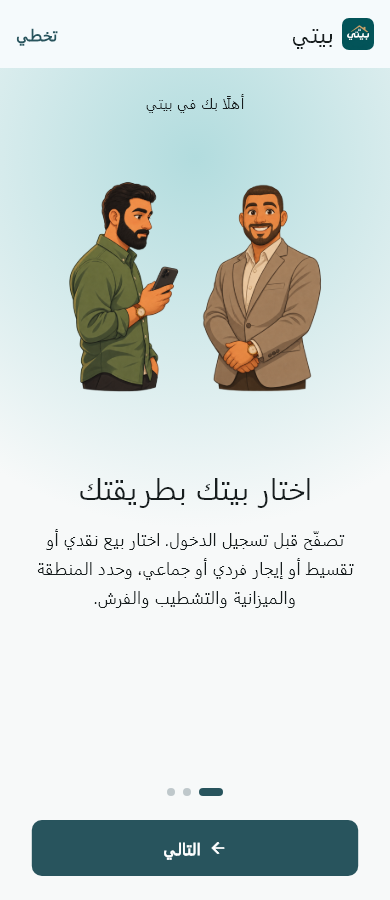 بيتي
بيتي
تخطي
أهلًا بك في بيتي
اختار بيتك بطريقتك
تصفّح قبل تسجيل الدخول. اختار بيع نقدي أو
تقسيط أو إيجار فردي أو جماعي، وحدد المنطقة
والميزانية والتشطيب والفرش.
التالي